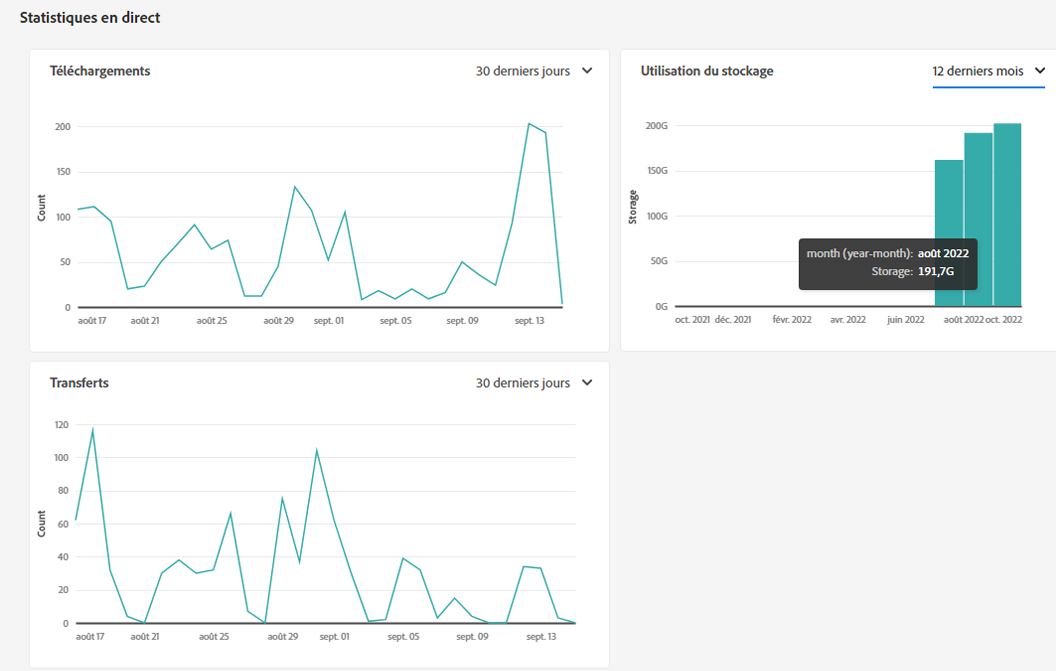 Statistiques en direct
Téléchargements
30 derniers jours
200
150
100
50
0
Count
août 17
août 21
août 25
août 29
sept. 01
sept. 05
sept. 09
sept. 13
Utilisation du stockage
12 derniers mois
200G
150G
100G
50G
0G
Storage
month (year-month): août 2022
Storage: 191,7G
oct. 2021
déc. 2021
févr. 2022
avr. 2022
juin 2022
août 2022
oct. 2022
Transferts
30 derniers jours
120
100
80
60
40
20
0
Count
août 17
août 21
août 25
août 29
sept. 01
sept. 05
sept. 09
sept. 13